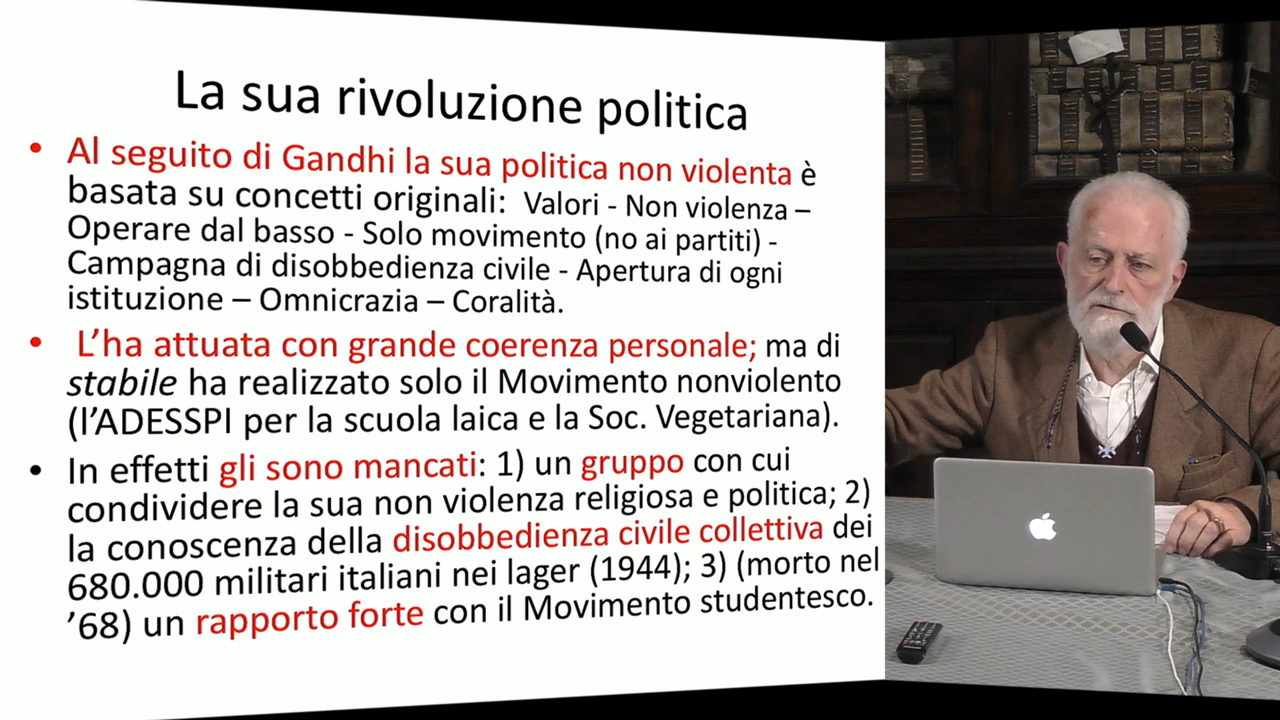 La sua rivoluzione politica
• Al seguito di Gandhi la sua politica non violenta è
basata su concetti originali: Valori - Non violenza –
Operare dal basso - Solo movimento (no ai partiti) -
Campagna di disobbedienza civile - Apertura di ogni
istituzione – Omnicrazia – Coralità.
• L’ha attuata con grande coerenza personale; ma di
stabile ha realizzato solo il Movimento nonviolento
(l’ADESSPI per la scuola laica e la Soc. Vegetariana).
• In effetti gli sono mancati: 1) un gruppo con cui
condividere la sua non violenza religiosa e politica; 2)
la conoscenza della disobbedienza civile collettiva dei
680.000 militari italiani nei lager (1944); 3) (morto nel
’68) un rapporto forte con il Movimento studentesco.